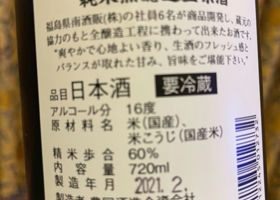 福島県南酒販(株)の社員6名が商品開発し、蔵元の
協力のもと全醸造工程に携わって出来たお酒です。
"爽やかで心地よい香り、生酒のフレッシュ感と
バランスが取れた甘み、旨味をご堪能下さい。
品目 日本酒 要冷蔵
アルコール分 16度
原材料名 米(国産)、
米こうじ(国産米)
精米歩合 60%
内容量 720ml
製造年月 2021.2.
製造者